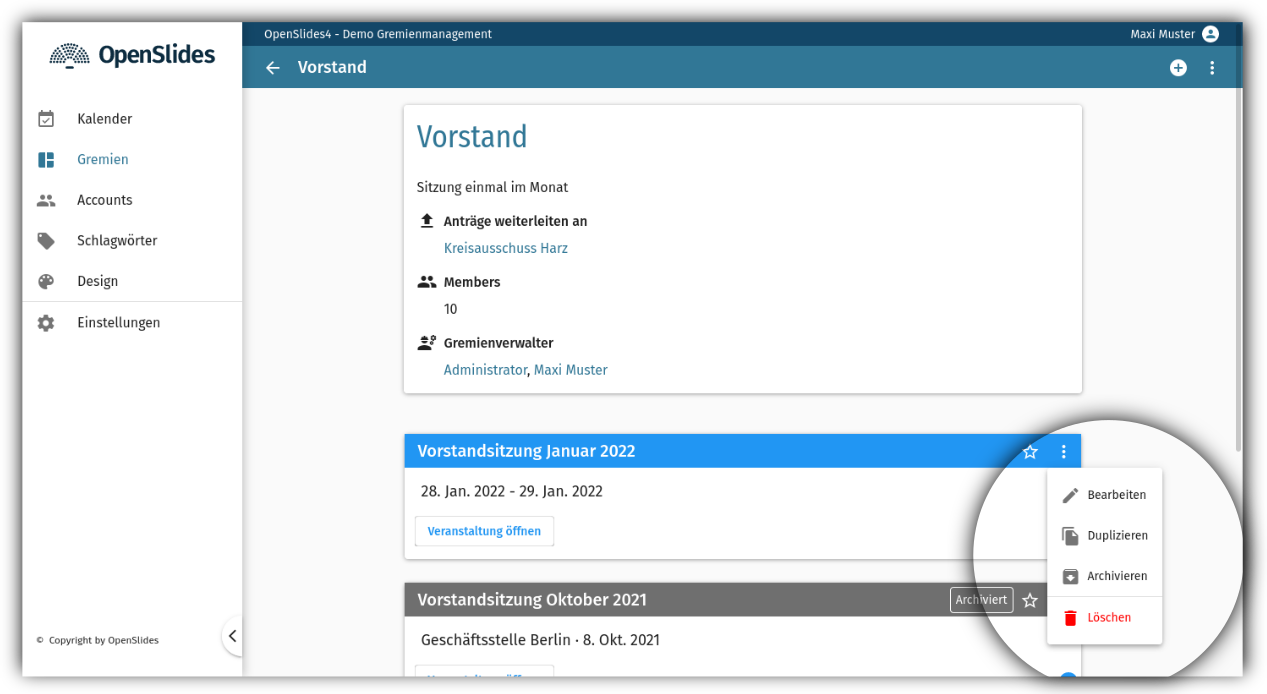 OpenSlides
Kalender
Gremien
Accounts
Schlagwörter
Design
Einstellungen
© Copyright by OpenSlides
OpenSlides4 - Demo Gremienmanagement
Maxi Muster
Vorstand
Vorstand
Sitzung einmal im Monat
Anträge weiterleiten an
Kreisausschuss Harz
Members
10
Gremienverwalter
Administrator, Maxi Muster
Vorstandsitzung Januar 2022
28. Jan. 2022 - 29. Jan. 2022
Veranstaltung öffnen
Bearbeiten
Duplizieren
Archivieren
Löschen
Vorstandsitzung Oktober 2021
Archiviert
Geschäftsstelle Berlin · 8. Okt. 2021